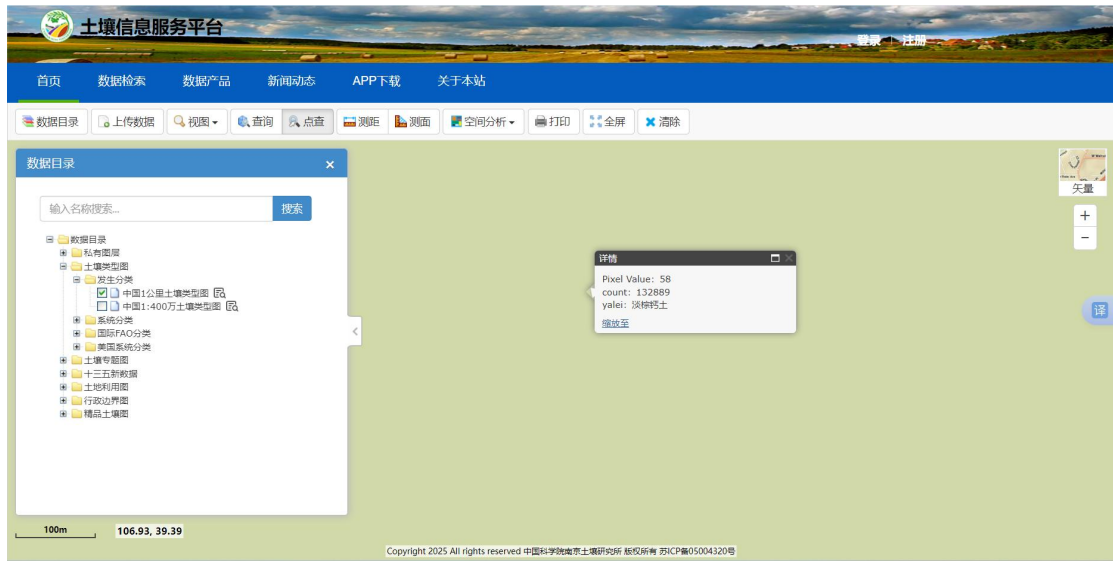 土壤信息服务平台
登录 | 注册
首页 数据检索 数据产品 新闻动态 APP下载 关于本站
数据目录 上传数据 视图 查询 点查 测距 测面 空间分析 打印 全屏 清除
数据目录 ×
输入名称搜索... 搜索
数据目录
私有图层
土壤类型图
发生分类
中国1公里土壤类型图
中国1:400万土壤类型图
系统分类
国际FAO分类
美国系统分类
土壤专题图
十三五新数据
土地利用图
行政边界图
精品土壤图
详情
Pixel Value: 58
count: 132889
yalei: 淡棕钙土
缩放至
矢量
+
−
译
100m 106.93, 39.39
Copyright 2025 All rights reserved 中国科学院南京土壤研究所 版权所有 苏ICP备05004320号